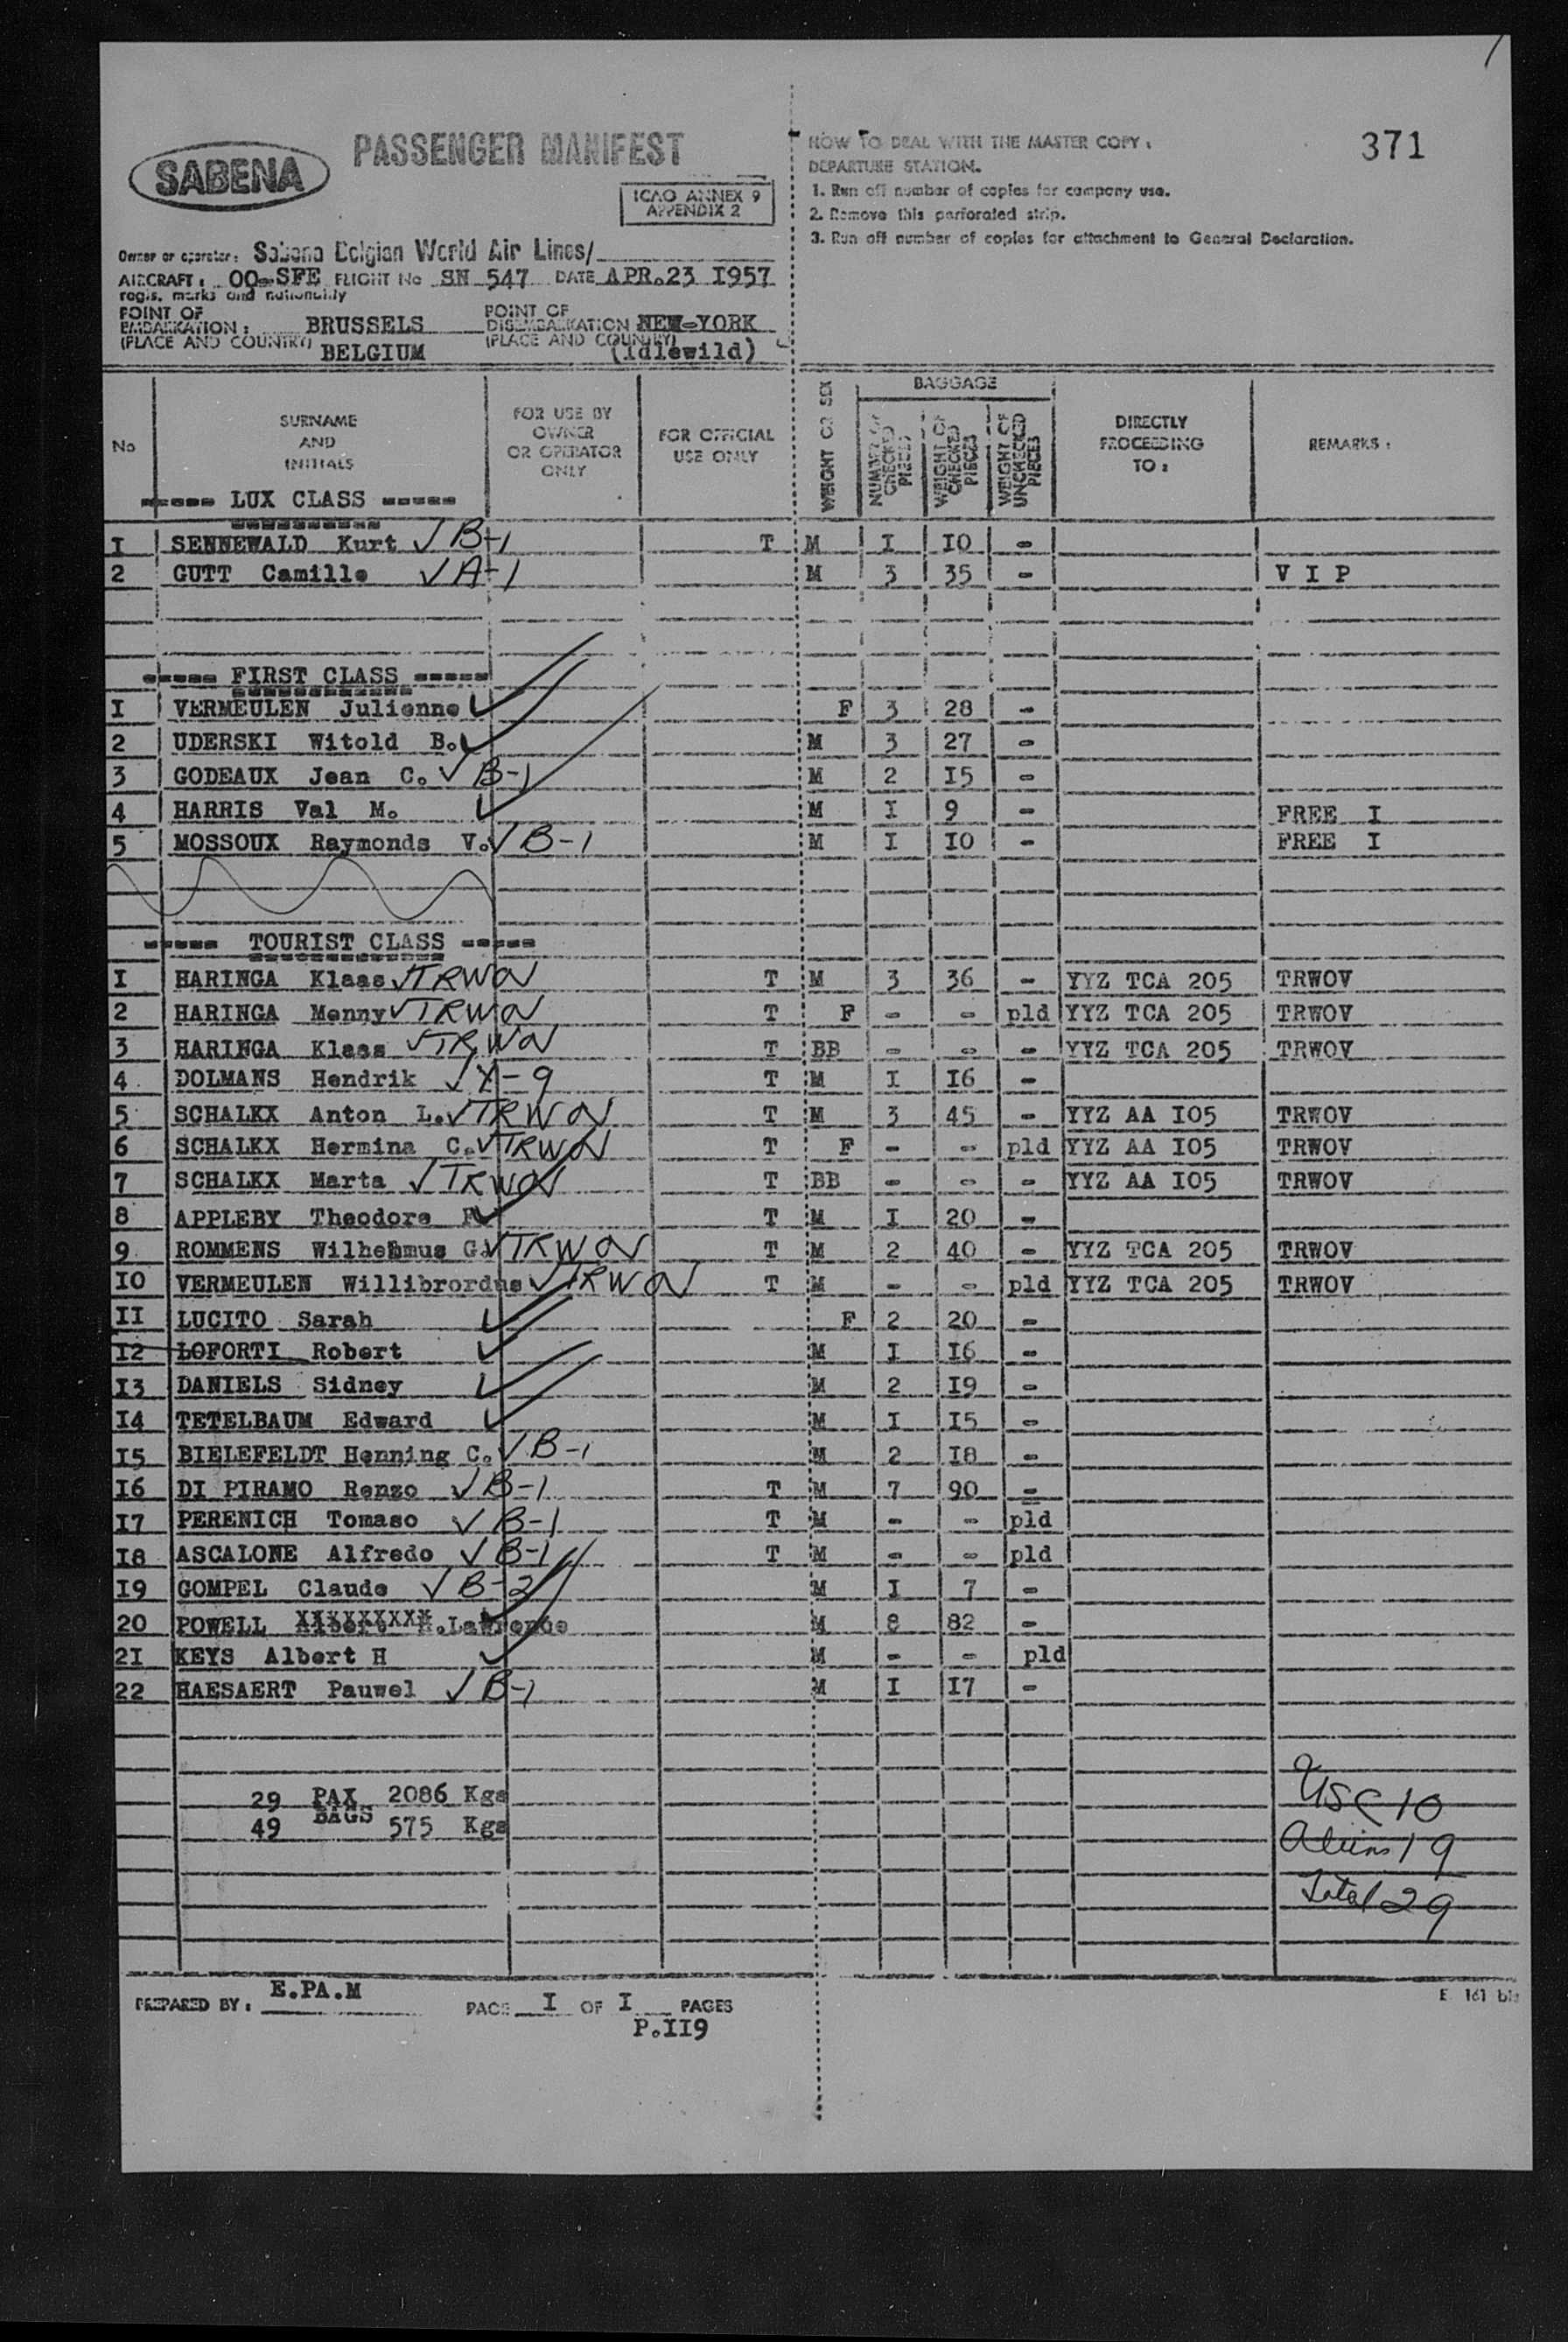 371
SABENA
PASSENGER MANIFEST
ICAO ANNEX 9
APPENDIX 2
HOW TO DEAL WITH THE MASTER COPY :
DEPARTURE STATION.
1. Run off number of copies for company use.
2. Remove this perforated strip.
3. Run off number of copies for attachment to General Declaration.
Owner or operator: Sabena Belgian World Air Lines/
AIRCRAFT : OO-SFE FLIGHT No SN 547 DATE APR.23 I957
regis. marks and nationality
POINT OF EMBARKATION : BRUSSELS POINT OF DISEMBARKATION NEW-YORK
(PLACE AND COUNTRY) BELGIUM (PLACE AND COUNTRY) (idlewild)
No SURNAME AND INITIALS FOR USE BY OWNER OR OPERATOR ONLY FOR OFFICIAL USE ONLY WEIGHT OR SEX BAGGAGE NUMBER OF CHECKED PIECES WEIGHT OF CHECKED PIECES WEIGHT OF UNCHECKED PIECES DIRECTLY PROCEEDING TO : REMARKS :
----- LUX CLASS -----
I SENNEWALD Kurt √ B-1 T M I IO -
2 GUTT Camille √ A-1 M 3 35 - V I P
----- FIRST CLASS -----
I VERMEULEN Julienne √ F 3 28 -
2 UDERSKI Witold B. √ M 3 27 -
3 GODEAUX Jean C. √ B-1 M 2 I5 -
4 HARRIS Val M. √ M I 9 - FREE I
5 MOSSOUX Raymonds V. √ B-1 M I IO - FREE I
----- TOURIST CLASS -----
I HARINGA Klaas √ TRWOV T M 3 36 - YYZ TCA 205 TRWOV
2 HARINGA Menny √ TRWOV T F - - pld YYZ TCA 205 TRWOV
3 HARINGA Klass √ TRWOV T BB - - - YYZ TCA 205 TRWOV
4 DOLMANS Hendrik √ Y-9 T M I I6 -
5 SCHALKX Anton L. √ TRWOV T M 3 45 - YYZ AA I05 TRWOV
6 SCHALKX Hermina C. √ TRWOV T F - - pld YYZ AA I05 TRWOV
7 SCHALKX Marta √ TRWOV T BB - - - YYZ AA I05 TRWOV
8 APPLEBY Theodore √ T M I 20 -
9 ROMMENS Wilhelmus G. √ TRWOV T M 2 40 - YYZ TCA 205 TRWOV
IO VERMEULEN Willibrordus √ TRWOV T M - - pld YYZ TCA 205 TRWOV
II LUCITO Sarah √ F 2 20 -
I2 LOFORTI Robert √ M I I6 -
I3 DANIELS Sidney √ M 2 I9 -
I4 TETELBAUM Edward √ M I I5 -
I5 BIELEFELDT Henning C. √ B-1 M 2 I8 -
I6 DI PIRAMO Renzo √ B-1 T M 7 90 -
I7 PERENICH Tomaso √ B-1 T M - - pld
I8 ASCALONE Alfredo √ B-1 T M - - pld
I9 GOMPEL Claude √ B-2 M I 7 -
20 POWELL Albert H.Lawrence √ M 8 82 -
2I KEYS Albert H √ M - - pld
22 HAESAERT Pauwel √ B-1 M I I7 -
29 PAX 2086 Kgs
49 BAGS 575 Kgs
USC 10
Aliens 19
Total 29
PREPARED BY : E.PA.M PAGE I OF I PAGES
P.II9
E 161 bis